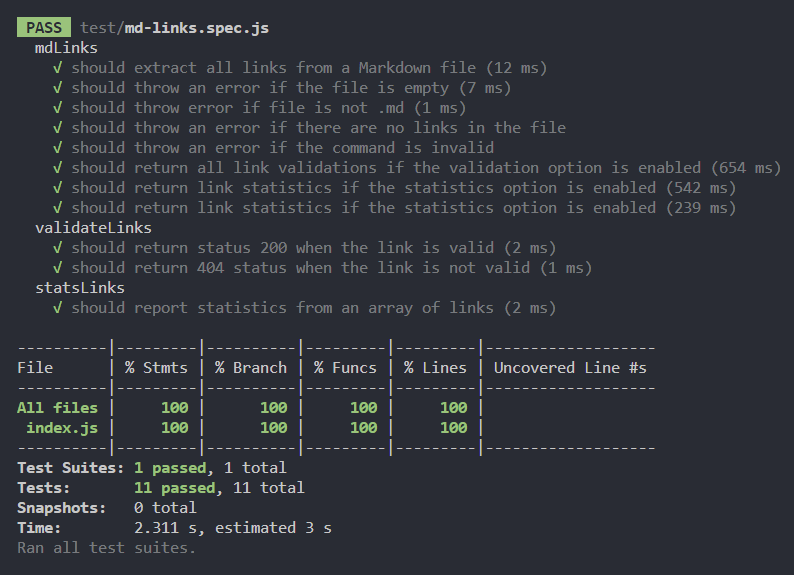 PASS test/md-links.spec.js
mdLinks
√ should extract all links from a Markdown file (12 ms)
√ should throw an error if the file is empty (7 ms)
√ should throw error if file is not .md (1 ms)
√ should throw an error if there are no links in the file
√ should throw an error if the command is invalid
√ should return all link validations if the validation option is enabled (654 ms)
√ should return link statistics if the statistics option is enabled (542 ms)
√ should return link statistics if the statistics option is enabled (239 ms)
validateLinks
√ should return status 200 when the link is valid (2 ms)
√ should return 404 status when the link is not valid (1 ms)
statsLinks
√ should report statistics from an array of links (2 ms)
----------|---------|----------|---------|---------|-------------------
File      | % Stmts | % Branch | % Funcs | % Lines | Uncovered Line #s
----------|---------|----------|---------|---------|-------------------
All files |     100 |      100 |     100 |     100 |
 index.js |     100 |      100 |     100 |     100 |
----------|---------|----------|---------|---------|-------------------
Test Suites: 1 passed, 1 total
Tests:       11 passed, 11 total
Snapshots:   0 total
Time:        2.311 s, estimated 3 s
Ran all test suites.